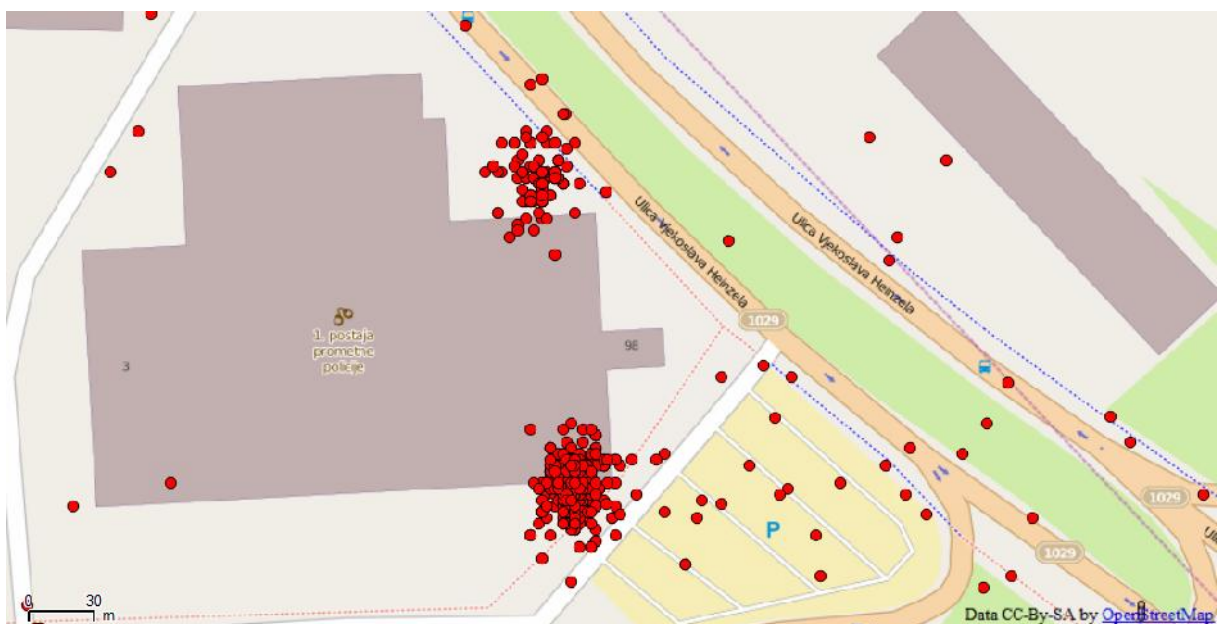 Ulica Vjekoslava Heinzela
Ulica Vjekoslava Heinzela
1029
1. postaja
prometne
policije
98
3
1029
P
1029
0 30
m
Data CC-By-SA by OpenStreetMap